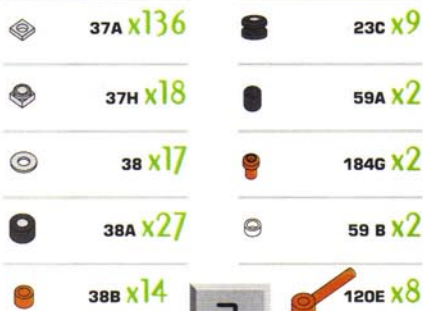 37A x136
37H x18
38 x17
38A x27
38B x14
23C x9
59A x2
184G x2
59 B x2
120E x8